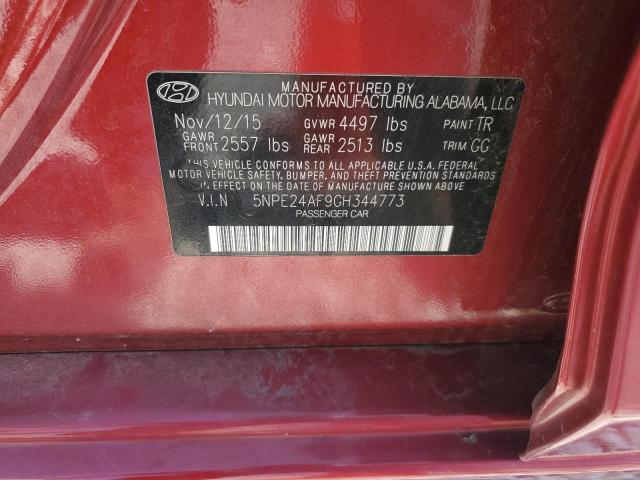 MANUFACTURED BY
HYUNDAI MOTOR MANUFACTURING ALABAMA, LLC
Nov/12/15 GVWR 4497 lbs PAINT TR
GAWR FRONT 2557 lbs GAWR REAR 2513 lbs TRIM GG
THIS VEHICLE CONFORMS TO ALL APPLICABLE U.S.A. FEDERAL
MOTOR VEHICLE SAFETY, BUMPER, AND THEFT PREVENTION
STANDARDS IN EFFECT ON THE DATE OF MANUFACTURE SHOWN ABOVE.
V.I.N 5NPE24AF9GH344773
PASSENGER CAR